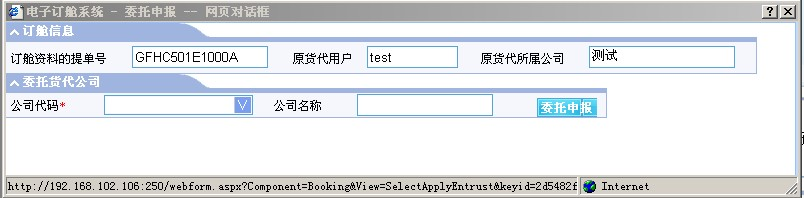 电子订舱系统 - 委托申报 -- 网页对话框
订舱信息
订舱资料的提单号 GFHC501E1000A 原货代用户 test 原货代所属公司 测试
委托货代公司
公司代码* 公司名称 委托申报
http://192.168.102.106:250/webform.aspx?Component=Booking&View=SelectApplyEntrust&keyid=2d5482f Internet